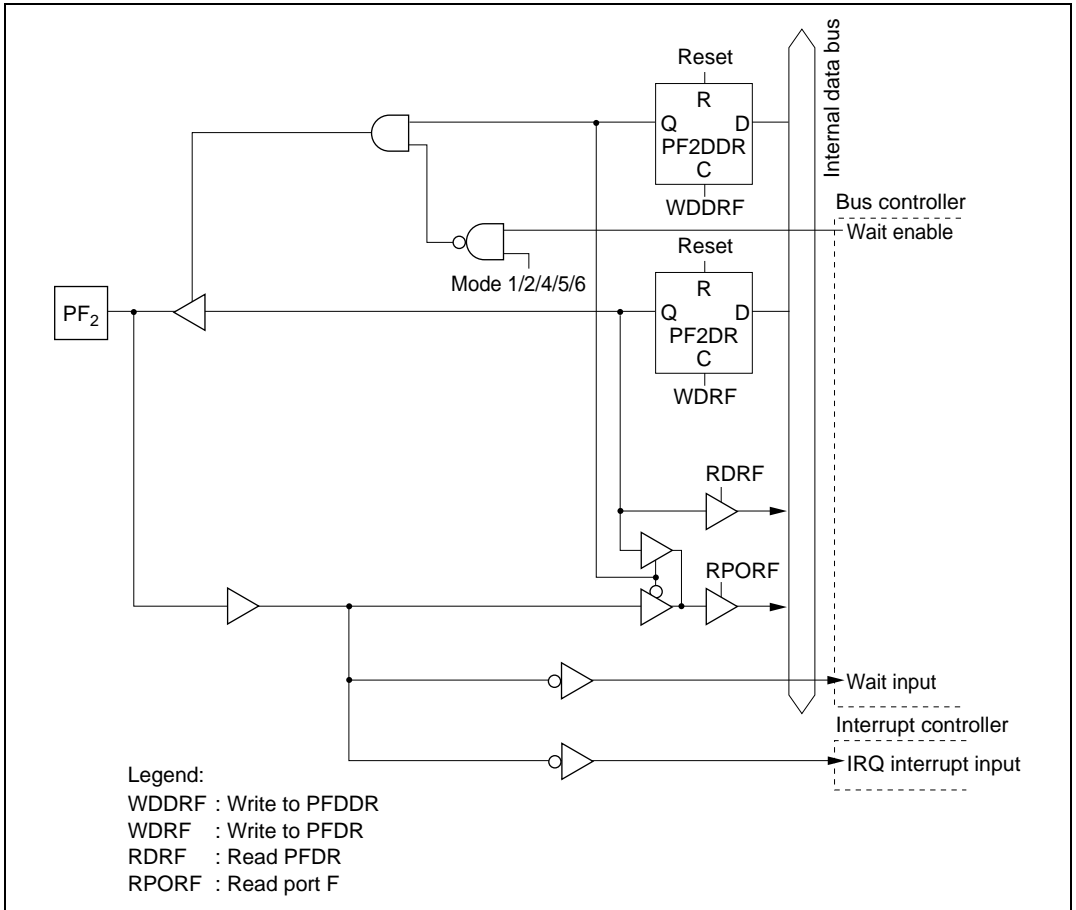 Reset
R
Q D
PF2DDR
C
WDDRF
Internal data bus
Bus controller
Wait enable
Mode 1/2/4/5/6
Reset
R
Q D
PF2DR
C
WDRF
PF2
RDRF
RPORF
Wait input
Interrupt controller
IRQ interrupt input
Legend:
WDDRF : Write to PFDDR
WDRF : Write to PFDR
RDRF : Read PFDR
RPORF : Read port F